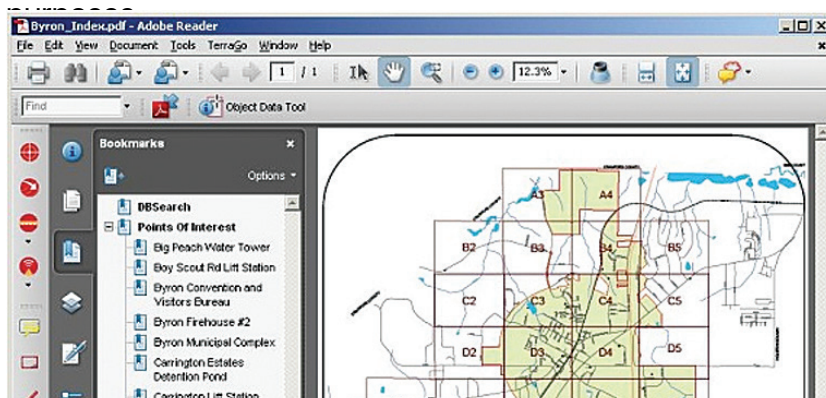 Byron_Index.pdf - Adobe Reader
File Edit View Document Tools TerraGo Window Help
1 / 1 12.3%
Find Object Data Tool
Bookmarks
Options
DBSearch
Points Of Interest
Big Peach Water Tower
Boy Scout Rd Lift Station
Byron Convention and
Visitors Bureau
Byron Firehouse #2
Byron Municipal Complex
Carrington Estates
Detention Pond
Carrington Lift Station
A3 A4
B2 B3 B4 B5
C2 C3 C4 C5
D2 D3 D4 D5